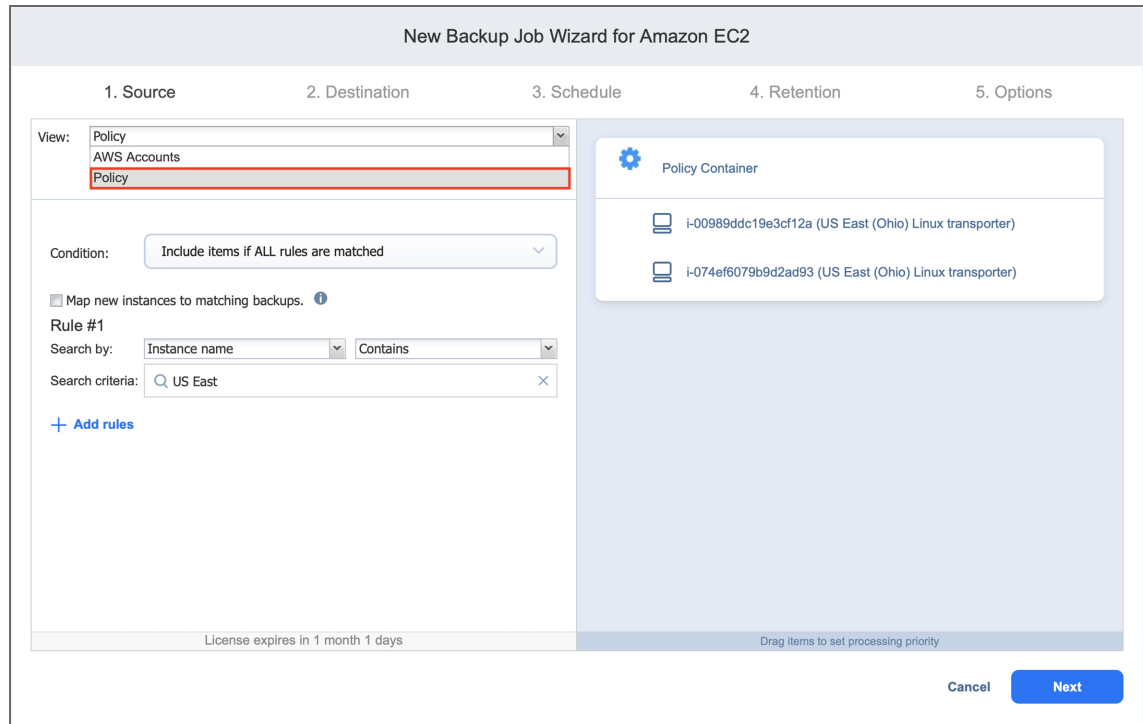 New Backup Job Wizard for Amazon EC2
1. Source 2. Destination 3. Schedule 4. Retention 5. Options
View: Policy
AWS Accounts
Policy
Condition: Include items if ALL rules are matched
Map new instances to matching backups.
Rule #1
Search by: Instance name Contains
Search criteria: US East
Add rules
License expires in 1 month 1 days
Policy Container
i-00989ddc19e3cf12a (US East (Ohio) Linux transporter)
i-074ef6079b9d2ad93 (US East (Ohio) Linux transporter)
Drag items to set processing priority
Cancel Next